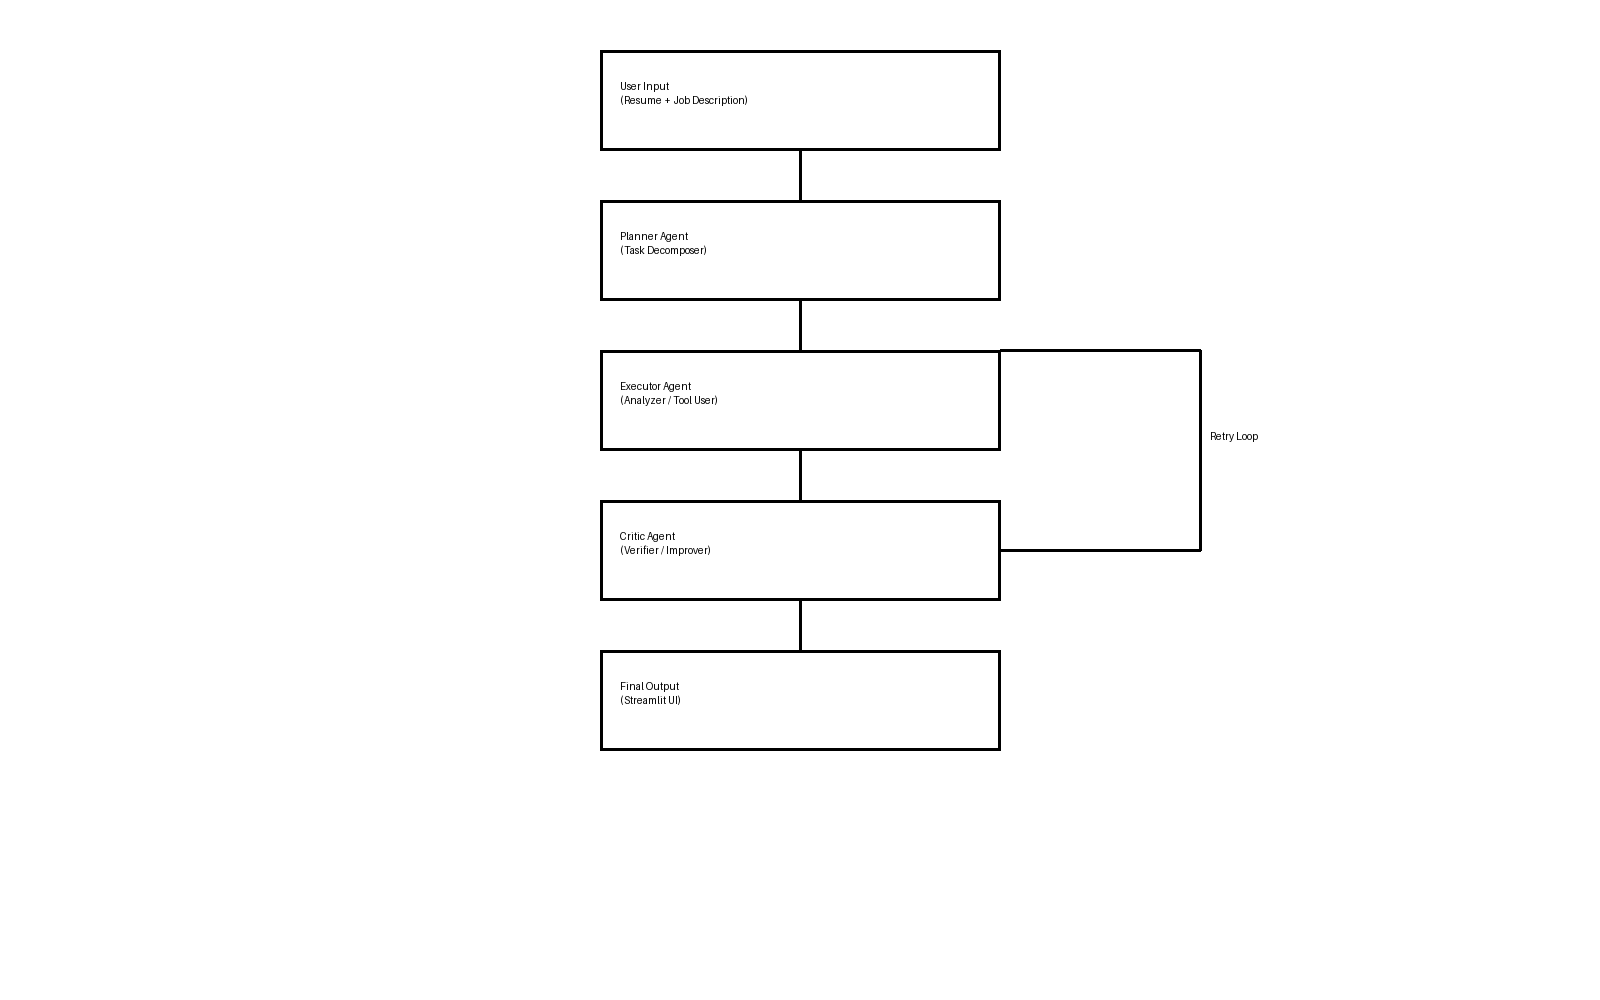 User Input
(Resume + Job Description)
Planner Agent
(Task Decomposer)
Executor Agent
(Analyzer / Tool User)
Retry Loop
Critic Agent
(Verifier / Improver)
Final Output
(Streamlit UI)